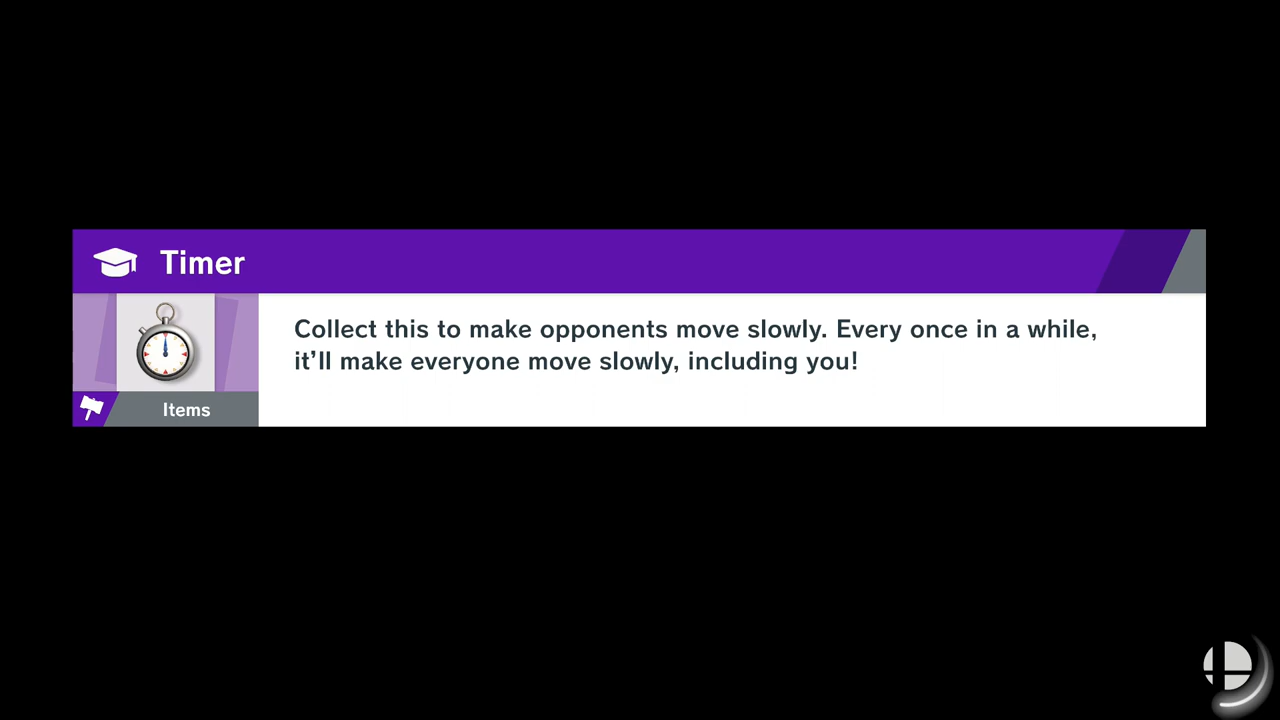 Timer
Collect this to make opponents move slowly. Every once in a while,
it’ll make everyone move slowly, including you!
Items